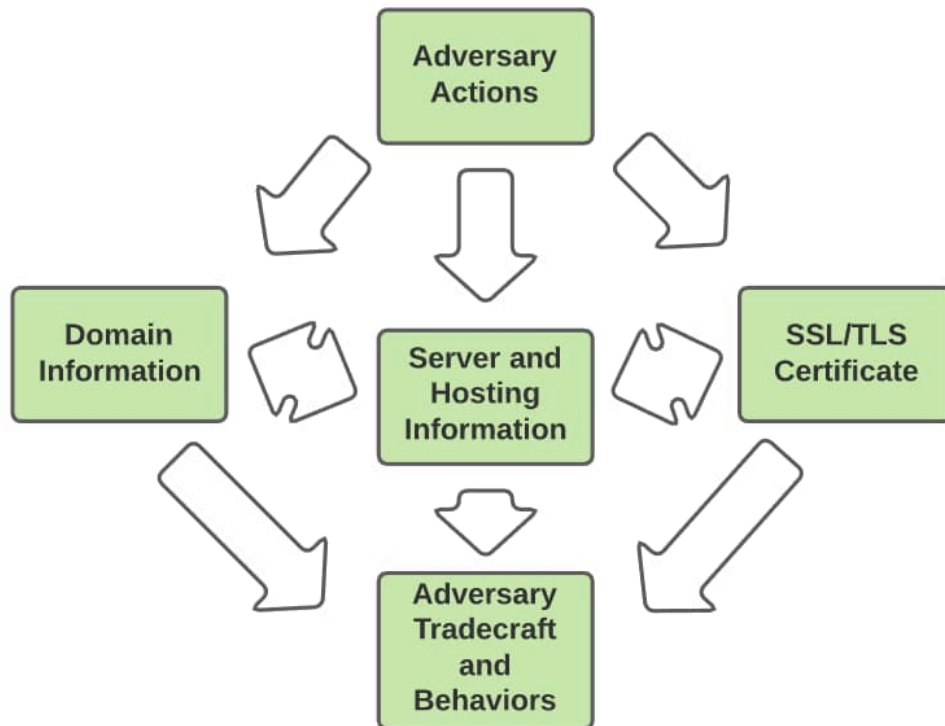 Adversary
Actions
Domain
Information
Server and
Hosting
Information
SSL/TLS
Certificate
Adversary
Tradecraft
and
Behaviors